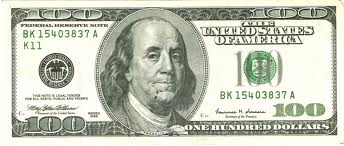 100
FEDERAL RESERVE NOTE
THE
UNITED STATES
OF AMERICA
100
BK 15403837 A
K11
100
THIS NOTE IS LEGAL TENDER
FOR ALL DEBTS, PUBLIC AND PRIVATE
BK 15403837 A
SERIES
100
ONE HUNDRED DOLLARS
100